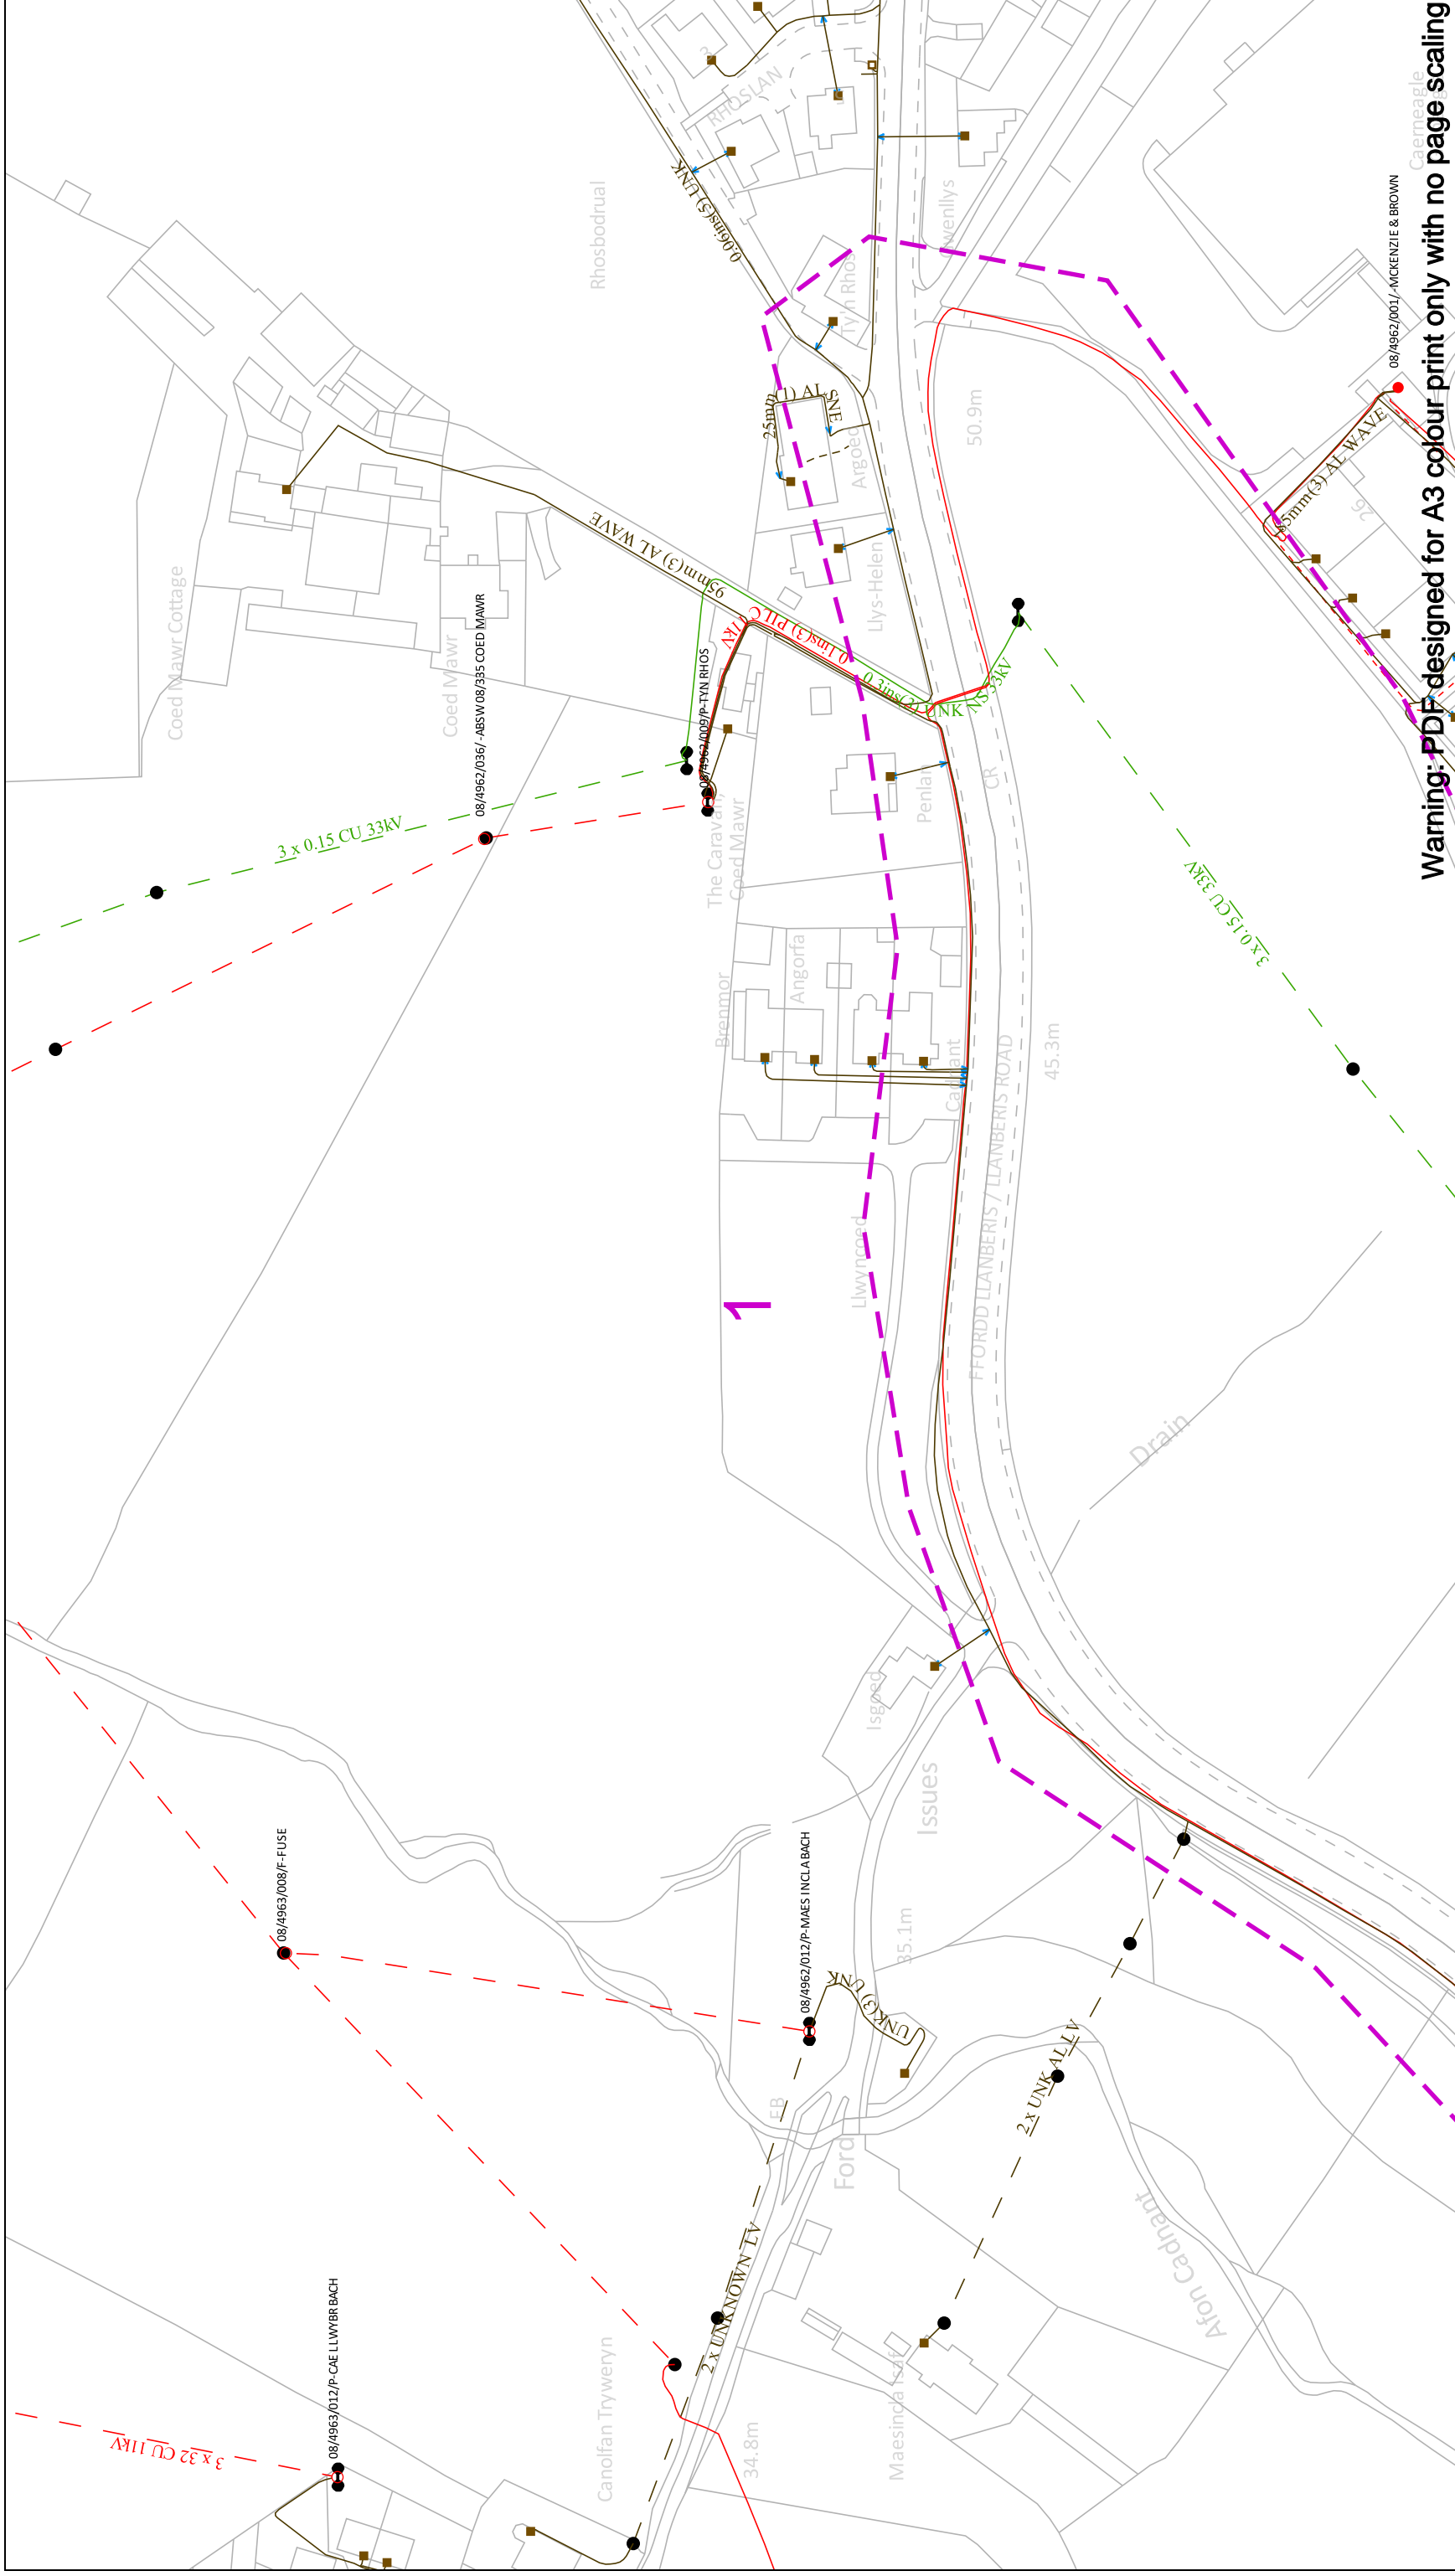 RHOSLAN
3
0.06ins(5) UNK
Rhosbodrual
Gwenllys
Caerneagle
Ty'n Rhos
25mm (1) AL SNE
Argoed
50.9m
08/4962/001/ -MCKENZIE & BROWN
95mm(3) AL WAVE
26
Warning: PDF designed for A3 colour print only with no page scaling
95mm(3) AL WAVE
Llys-Helen
Coed Mawr Cottage
Coed Mawr
08/4962/036/ -ABSW 08/335 COED MAWR
08/4962/009/P-TYN RHOS
0.1ins(3) PILC
11kV
0.3ins(3) UNK
NS 33kV
3 x 0.15 CU 33kV
The Caravan,
Coed Mawr
Penlan
CR
3 x 0.15 CU 33kV
Brenmor
Angorfa
Cadnant
45.3m
FFORDD LLANBERIS / LLANBERIS ROAD
Llwyncoed
1
Drain
Isgoed
Issues
08/4963/008/F-FUSE
08/4962/012/P-MAES INCLA BACH
35.1m
UNK(3) UNK
2 x UNK AL LV
FB
Ford
Afon Cadnant
2 x UNKNOWN LV
08/4963/012/P-CAE LLWYBR BACH
3 x 32 CU 11kV
Canolfan Tryweryn
34.8m
Maesincla Isaf